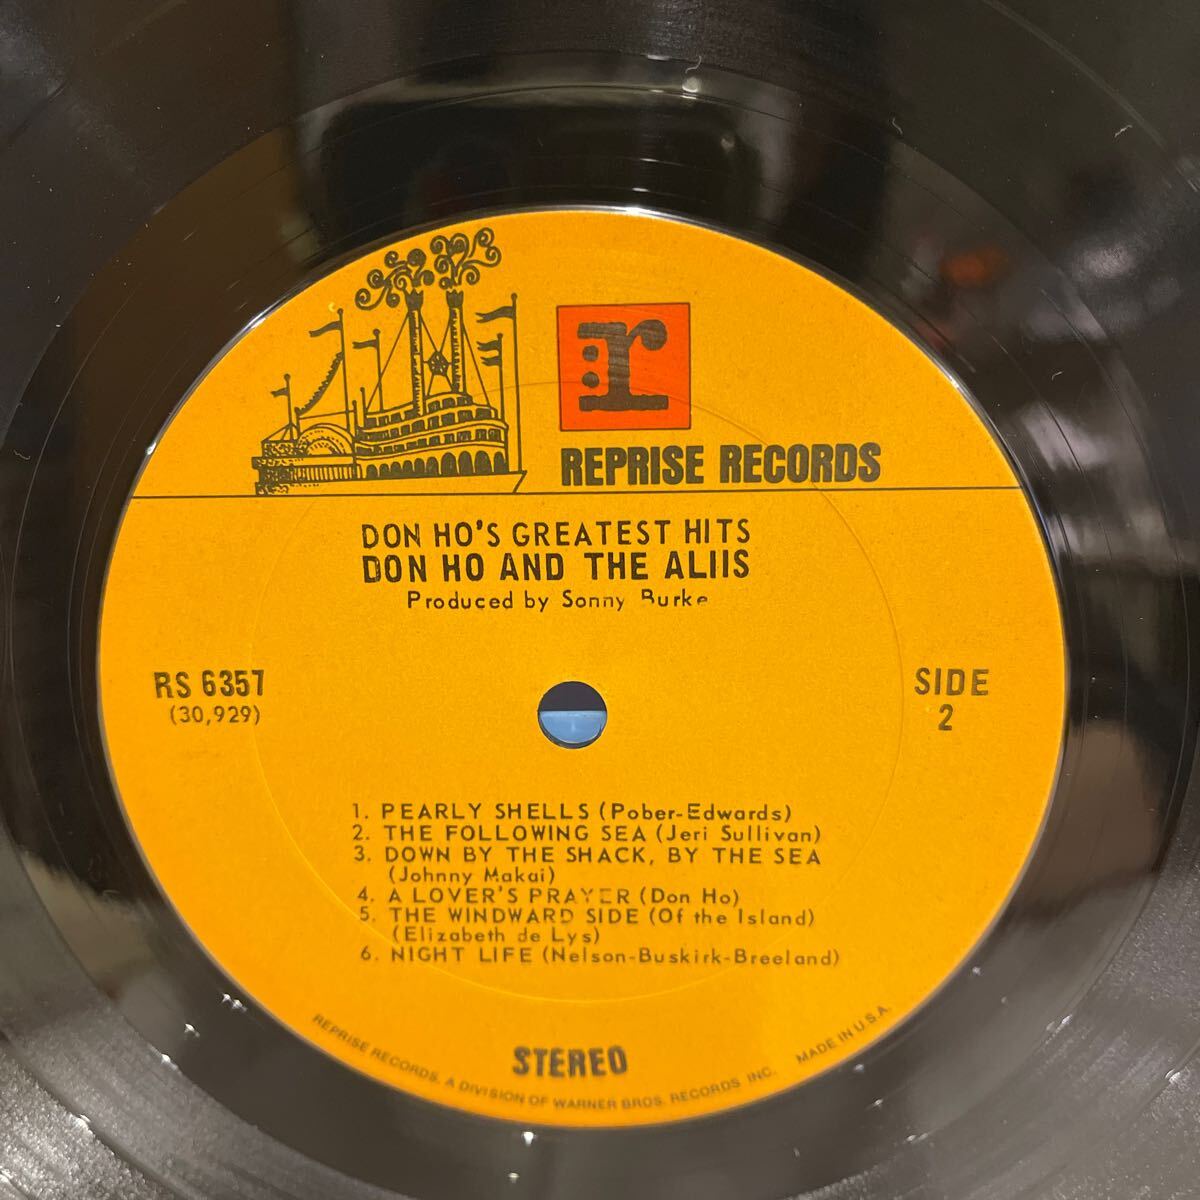 r
REPRISE RECORDS
DON HO'S GREATEST HITS
DON HO AND THE ALIIS
Produced by Sonny Burke
RS 6357
(30,929)
SIDE
2
1. PEARLY SHELLS (Pober-Edwards)
2. THE FOLLOWING SEA (Jeri Sullivan)
3. DOWN BY THE SHACK, BY THE SEA
(Johnny Makai)
4. A LOVER'S PRAYER (Don Ho)
5. THE WINDWARD SIDE (Of the Island)
(Elizabeth de Lys)
6. NIGHT LIFE (Nelson-Buskirk-Breeland)
STEREO
REPRISE RECORDS, A DIVISION OF WARNER BROS. RECORDS INC. MADE IN U.S.A.